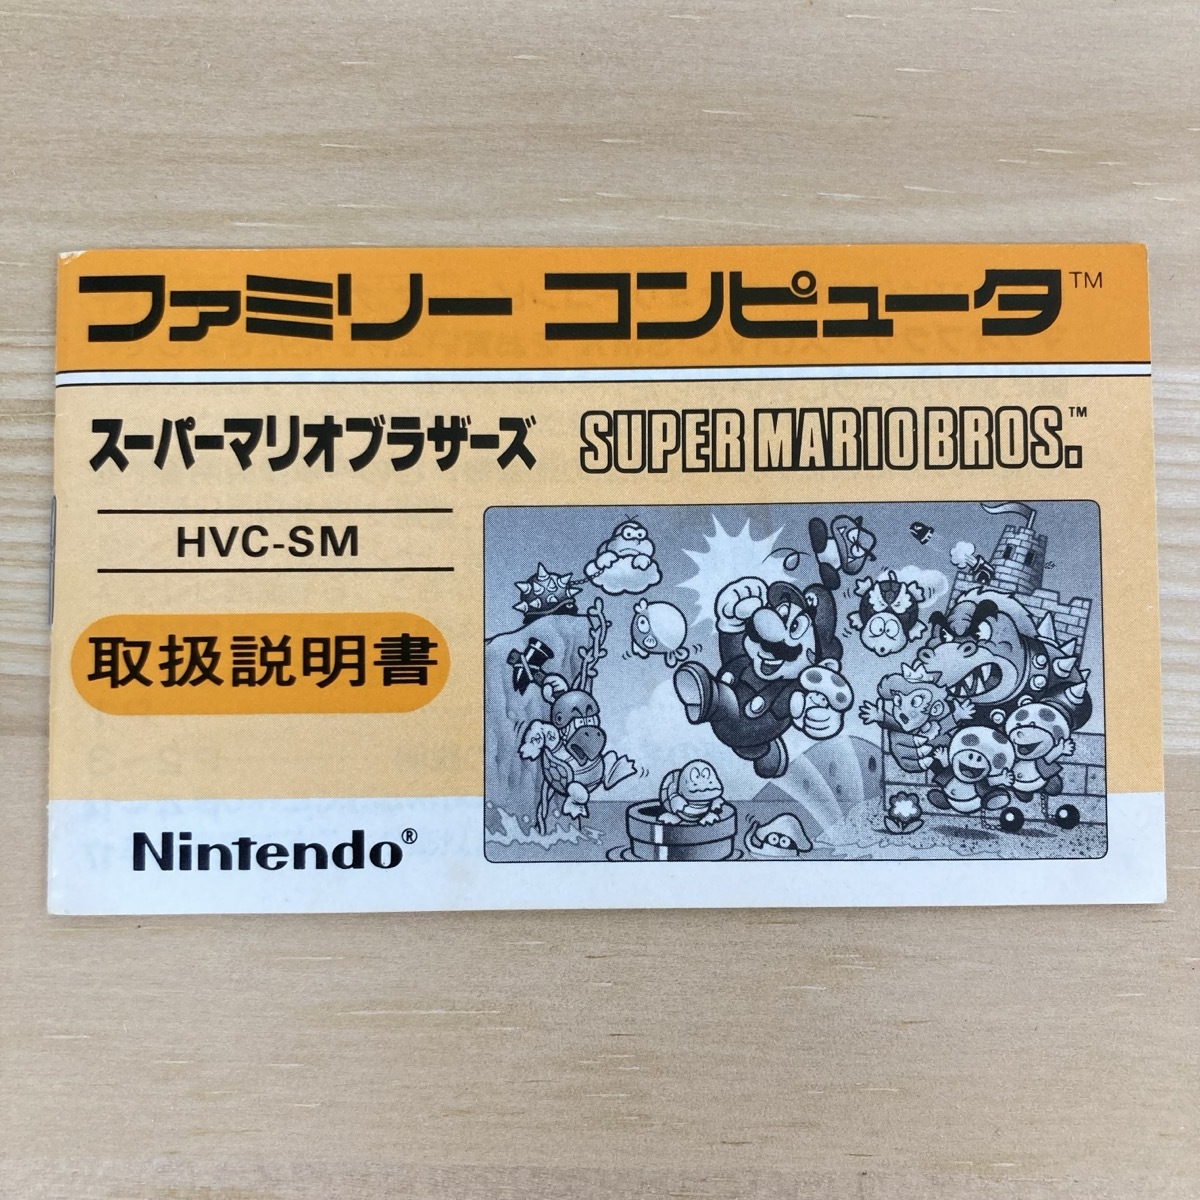 ファミリー コンピュータ™
スーパーマリオブラザーズ SUPER MARIO BROS.™
HVC-SM
取扱説明書
Nintendo®